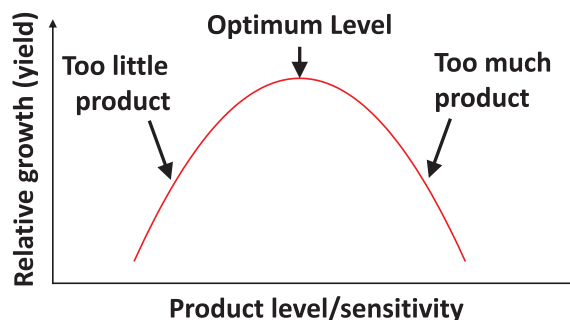 Optimum Level
Too little
product
Too much
product
Relative growth (yield)
Product level/sensitivity